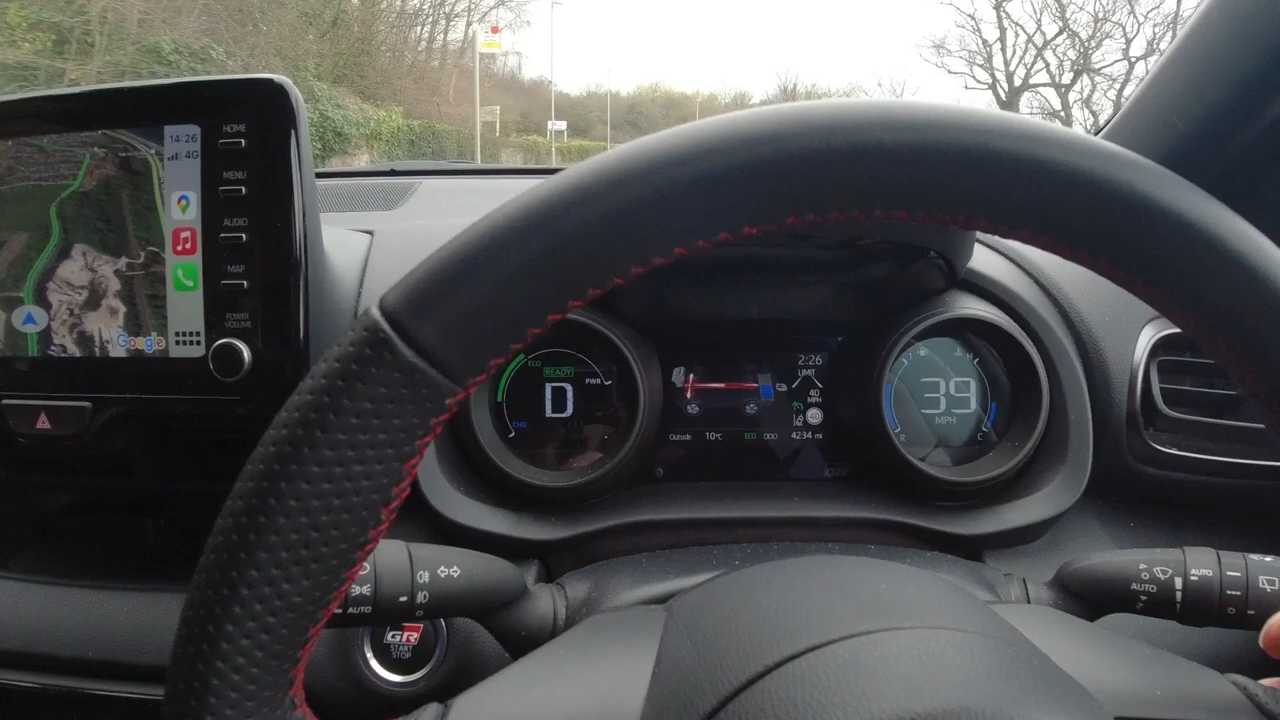 14:26
4G
HOME
MENU
AUDIO
MAP
POWER
VOLUME
Google
ECO
READY
PWR
D
CHG
2:26
LIMIT
40
MPH
40
Outside 10°C ECO ODO 4234 mi
H
39
MPH
R C
AUTO
GR
START
STOP
AUTO
AUTO